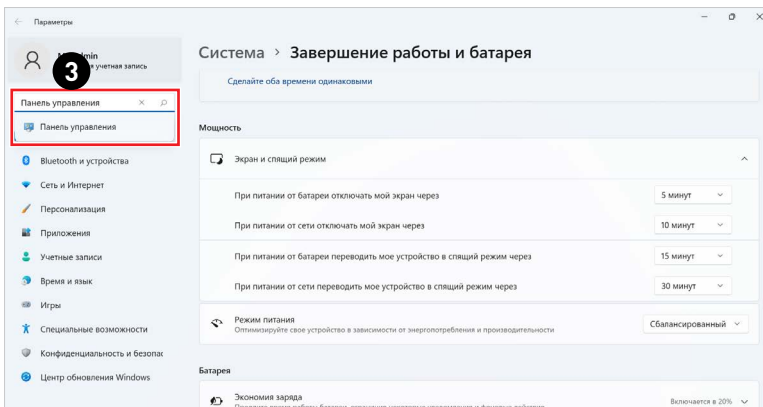 Параметры
учетная запись
3
Панель управления
Панель управления
Bluetooth и устройства
Сеть и Интернет
Персонализация
Приложения
Учетные записи
Время и язык
Игры
Специальные возможности
Конфиденциальность и безопас
Центр обновления Windows
Система > Завершение работы и батарея
Сделайте оба времени одинаковыми
Мощность
Экран и спящий режим
При питании от батареи отключать мой экран через 5 минут
При питании от сети отключать мой экран через 10 минут
При питании от батареи переводить мое устройство в спящий режим через 15 минут
При питании от сети переводить мое устройство в спящий режим через 30 минут
Режим питания
Оптимизируйте свое устройство в зависимости от энергопотребления и производительности
Сбалансированный
Батарея
Экономия заряда
Включается в 20%